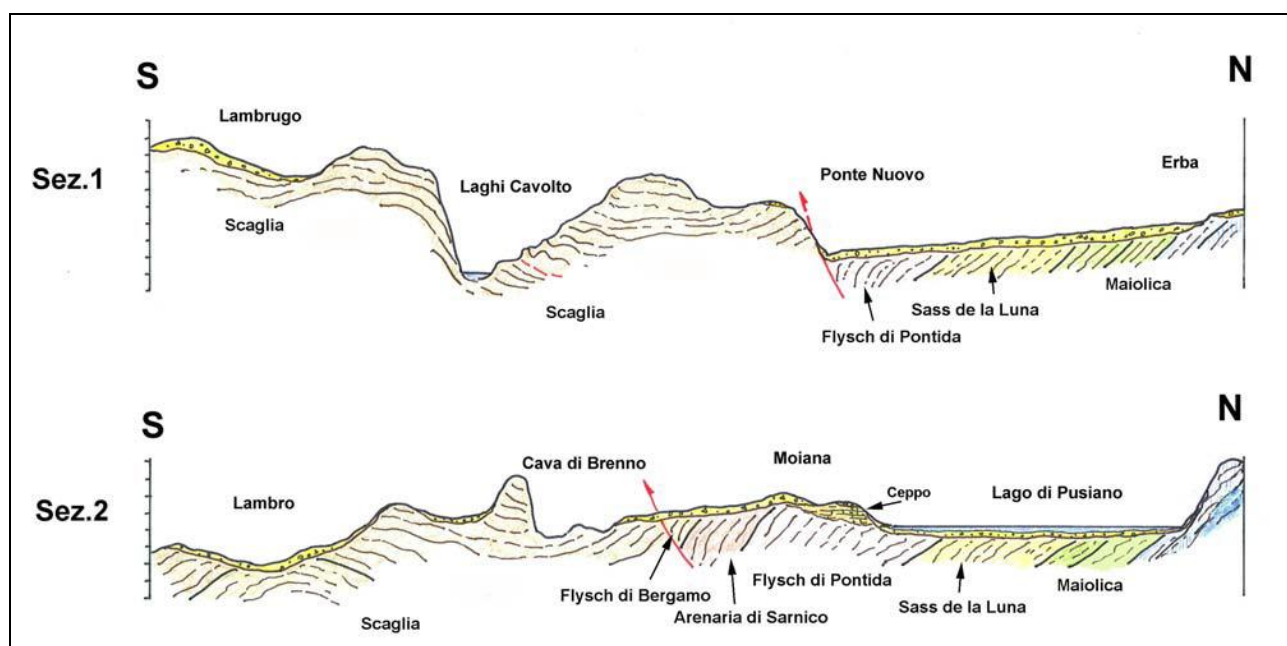 S
N
Lambrugo
Erba
Sez.1
Ponte Nuovo
Laghi Cavolto
Scaglia
Maiolica
Scaglia
Sass de la Luna
Flysch di Pontida
S
N
Cava di Brenno
Moiana
Ceppo
Lambro
Lago di Pusiano
Sez.2
Flysch di Bergamo
Flysch di Pontida
Maiolica
Sass de la Luna
Scaglia
Arenaria di Sarnico